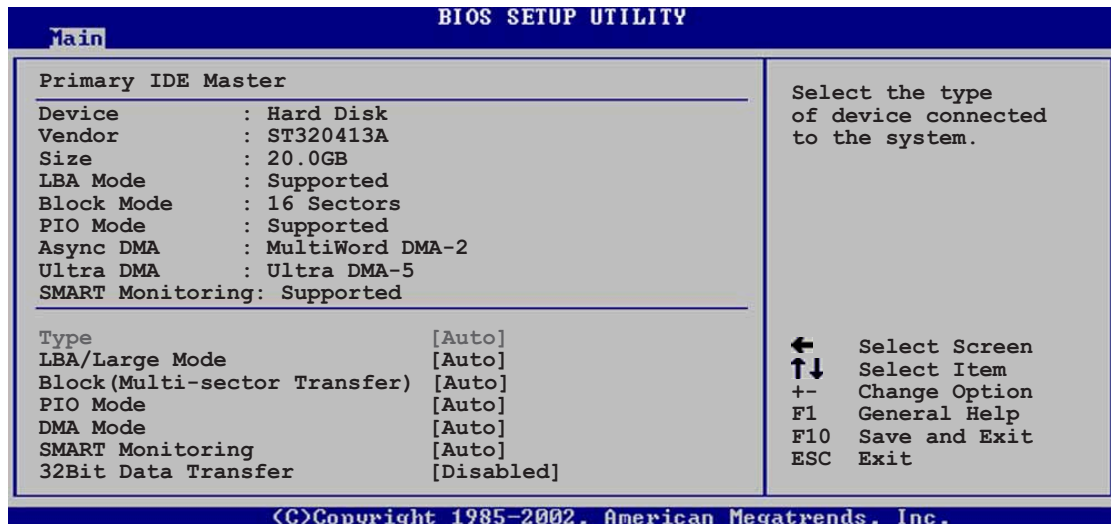 BIOS SETUP UTILITY
Main
Primary IDE Master
Device : Hard Disk
Vendor : ST320413A
Size : 20.0GB
LBA Mode : Supported
Block Mode : 16 Sectors
PIO Mode : Supported
Async DMA : MultiWord DMA-2
Ultra DMA : Ultra DMA-5
SMART Monitoring: Supported
Type [Auto]
LBA/Large Mode [Auto]
Block(Multi-sector Transfer) [Auto]
PIO Mode [Auto]
DMA Mode [Auto]
SMART Monitoring [Auto]
32Bit Data Transfer [Disabled]
Select the type
of device connected
to the system.
← Select Screen
↑↓ Select Item
+- Change Option
F1 General Help
F10 Save and Exit
ESC Exit
(C)Copyright 1985-2002, American Megatrends, Inc.